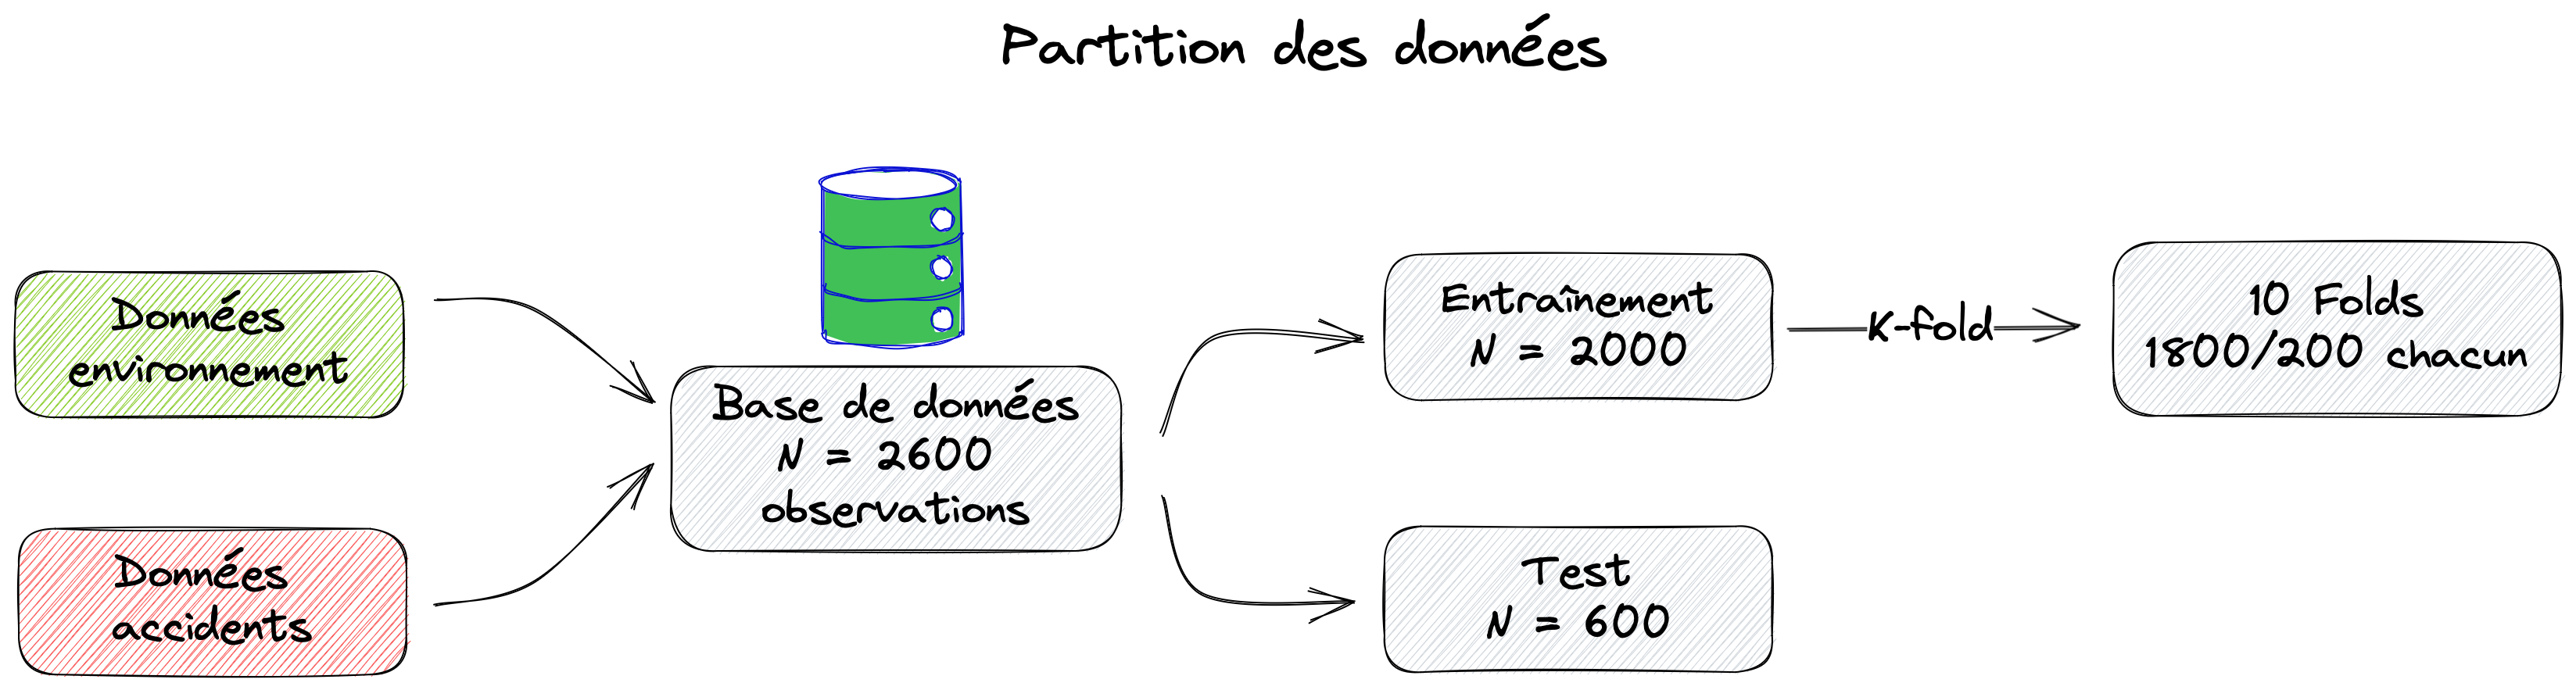 Partition des données
Données
environnement
Données
accidents
Base de données
N = 2600
observations
Entraînement
N = 2000
Test
N = 600
K-fold
10 Folds
1800/200 chacun